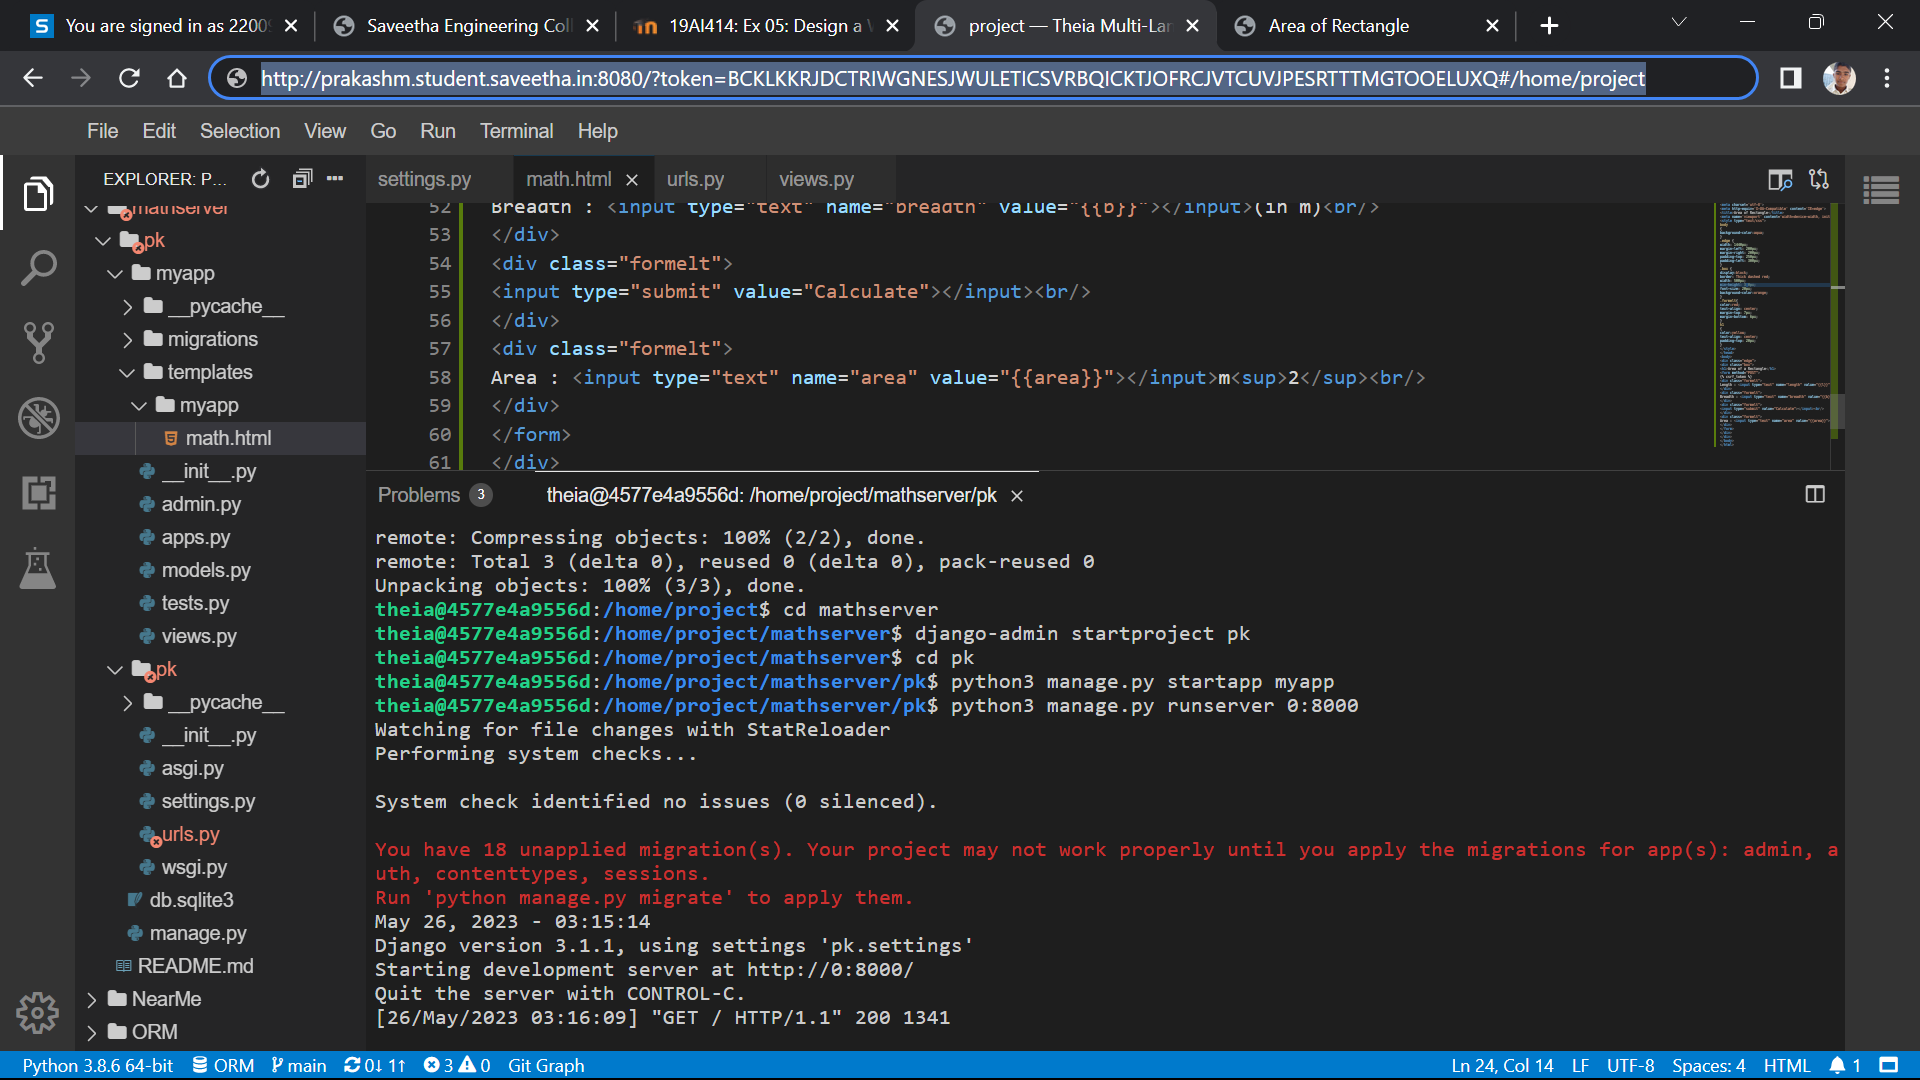 You are signed in as 2200
Saveetha Engineering Coll
19AI414: Ex 05: Design a W
project — Theia Multi-Lan
Area of Rectangle
http://prakashm.student.saveetha.in:8080/?token=BCKLKKRJDCTRIWGNESJWULETICSVRBQICKTJOFRCJVTCUVJPESRTTTMGTOOELUXQ#/home/project
File Edit Selection View Go Run Terminal Help
EXPLORER: P...
mathserver
pk
myapp
__pycache__
migrations
templates
myapp
math.html
__init__.py
admin.py
apps.py
models.py
tests.py
views.py
pk
__pycache__
__init__.py
asgi.py
settings.py
urls.py
wsgi.py
db.sqlite3
manage.py
README.md
NearMe
ORM
settings.py math.html urls.py views.py
52 Breadth : <input type="text" name="breadth" value="{{b}}"></input>(in m)<br/>
53 </div>
54 <div class="formelt">
55 <input type="submit" value="Calculate"></input><br/>
56 </div>
57 <div class="formelt">
58 Area : <input type="text" name="area" value="{{area}}"></input>m<sup>2</sup><br/>
59 </div>
60 </form>
61 </div>
Problems 3 theia@4577e4a9556d: /home/project/mathserver/pk
remote: Compressing objects: 100% (2/2), done.
remote: Total 3 (delta 0), reused 0 (delta 0), pack-reused 0
Unpacking objects: 100% (3/3), done.
theia@4577e4a9556d:/home/project$ cd mathserver
theia@4577e4a9556d:/home/project/mathserver$ django-admin startproject pk
theia@4577e4a9556d:/home/project/mathserver$ cd pk
theia@4577e4a9556d:/home/project/mathserver/pk$ python3 manage.py startapp myapp
theia@4577e4a9556d:/home/project/mathserver/pk$ python3 manage.py runserver 0:8000
Watching for file changes with StatReloader
Performing system checks...
System check identified no issues (0 silenced).
You have 18 unapplied migration(s). Your project may not work properly until you apply the migrations for app(s): admin, a
uth, contenttypes, sessions.
Run 'python manage.py migrate' to apply them.
May 26, 2023 - 03:15:14
Django version 3.1.1, using settings 'pk.settings'
Starting development server at http://0:8000/
Quit the server with CONTROL-C.
[26/May/2023 03:16:09] "GET / HTTP/1.1" 200 1341
Python 3.8.6 64-bit ORM main 0↓ 1↑ 3 0 Git Graph Ln 24, Col 14 LF UTF-8 Spaces: 4 HTML 1